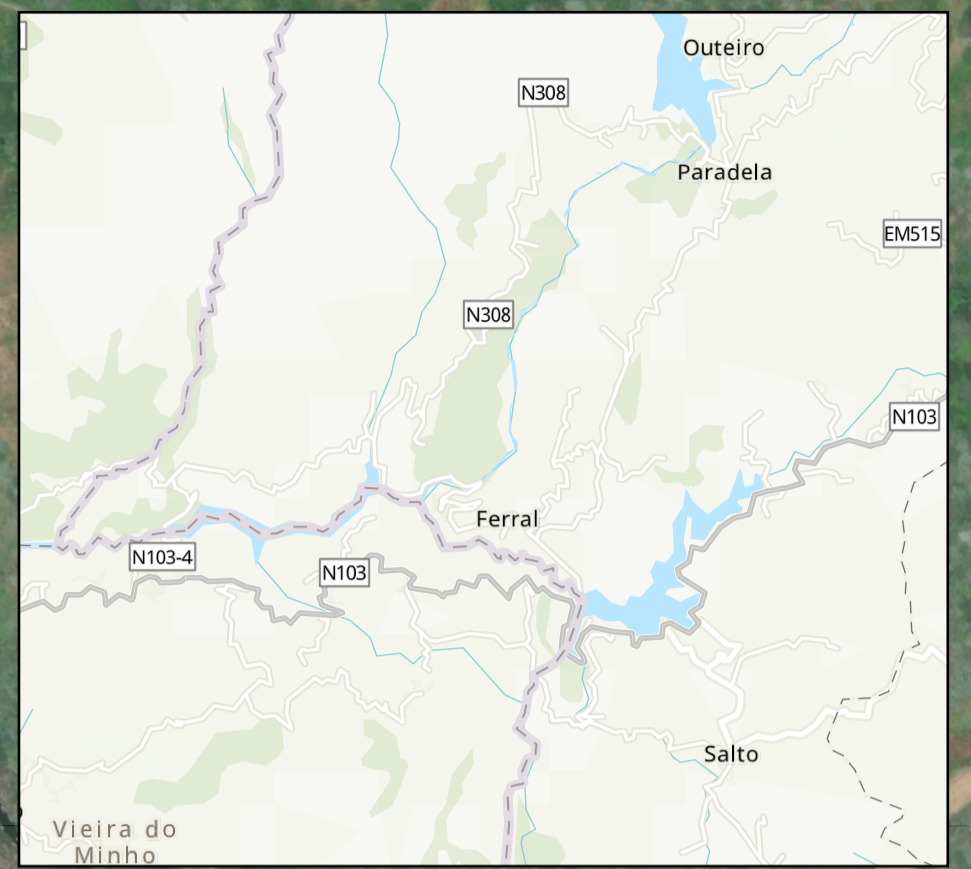 Outeiro
N308
Paradela
EM515
N308
N103
Ferral
N103-4
N103
Salto
Vieira do
Minho